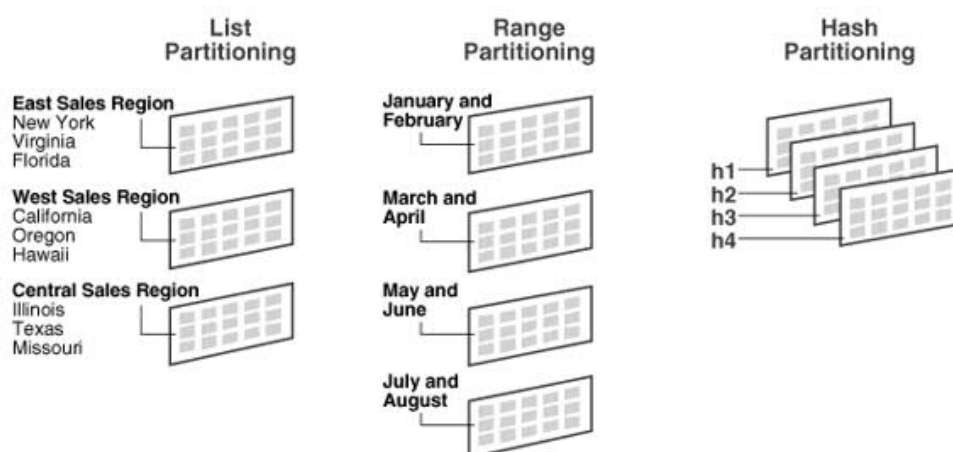 List
Partitioning
East Sales Region
New York
Virginia
Florida
West Sales Region
California
Oregon
Hawaii
Central Sales Region
Illinois
Texas
Missouri
Range
Partitioning
January and
February
March and
April
May and
June
July and
August
Hash
Partitioning
h1
h2
h3
h4